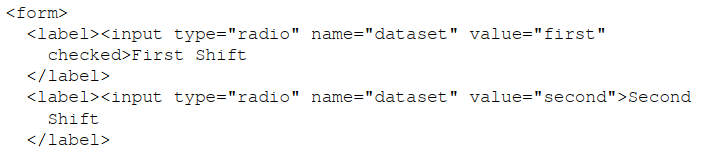 <form>
<label><input type="radio" name="dataset" value="first"
checked>First Shift
</label>
<label><input type="radio" name="dataset" value="second">Second
Shift
</label>